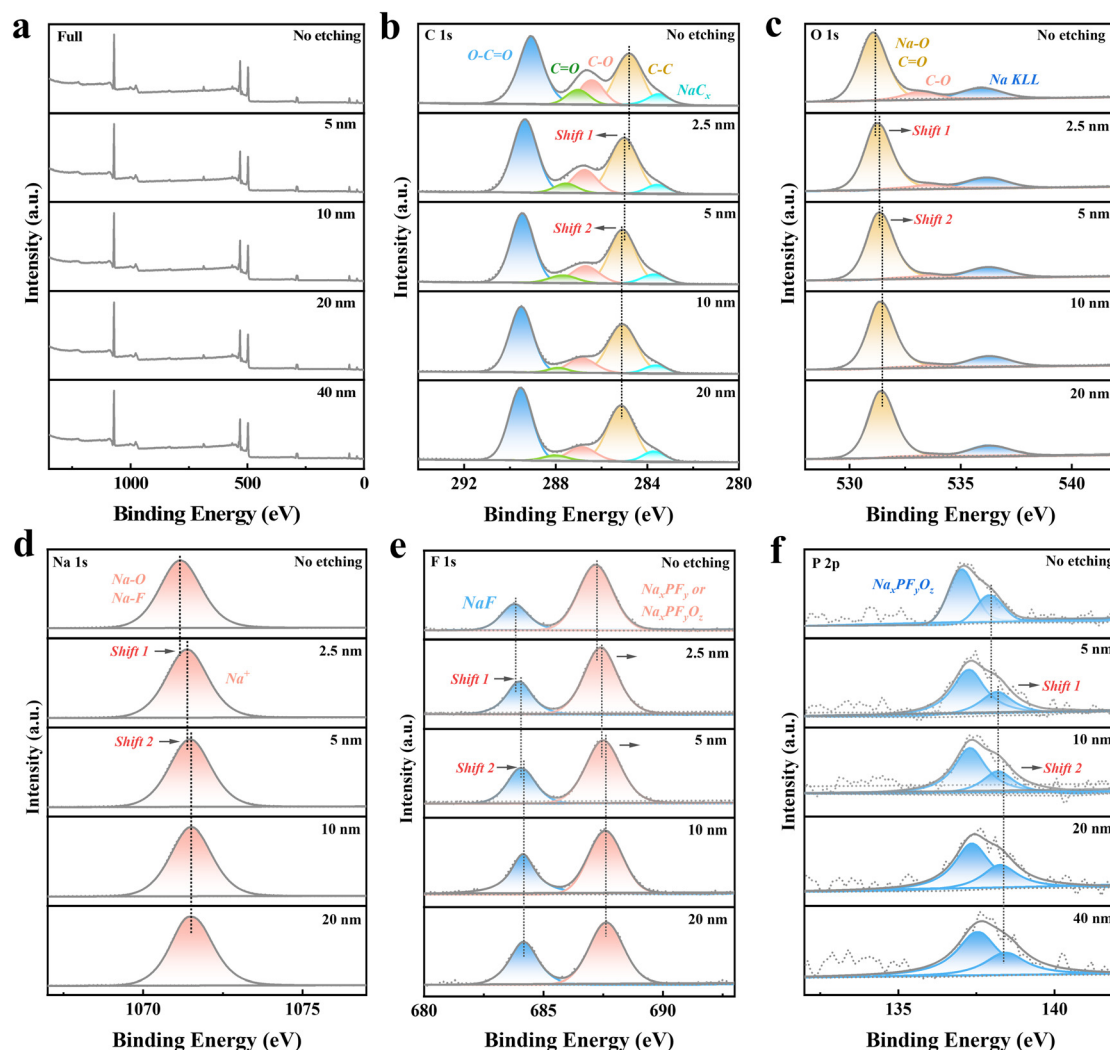 a
Full
No etching
5 nm
10 nm
20 nm
40 nm
Intensity (a.u.)
1000
500
0
Binding Energy (eV)
b
C 1s
No etching
O-C=O
C=O
C-O
C-C
NaCₓ
2.5 nm
Shift 1
5 nm
Shift 2
10 nm
20 nm
Intensity (a.u.)
292
288
284
280
Binding Energy (eV)
c
O 1s
No etching
Na-O
C=O
C-O
Na KLL
2.5 nm
Shift 1
5 nm
Shift 2
10 nm
20 nm
Intensity (a.u.)
531
536
541
Binding Energy (eV)
d
Na 1s
No etching
Na-O
Na-F
2.5 nm
Shift 1
Na⁺
5 nm
Shift 2
10 nm
20 nm
Intensity (a.u.)
1070
1075
Binding Energy (eV)
e
F 1s
No etching
NaF
NaₓPFᵧ or
NaₓPFᵧO_z
2.5 nm
Shift 1
5 nm
Shift 2
10 nm
20 nm
Intensity (a.u.)
680
685
690
Binding Energy (eV)
f
P 2p
No etching
NaₓPFᵧO_z
5 nm
Shift 1
10 nm
Shift 2
20 nm
40 nm
Intensity (a.u.)
135
140
Binding Energy (eV)